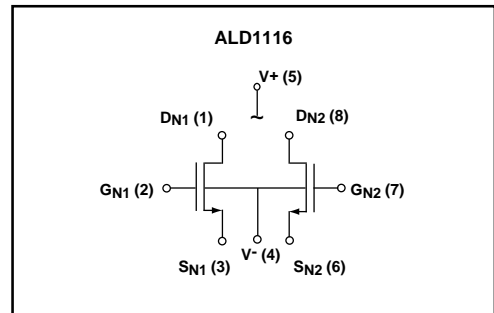 ALD1116
V+ (5)
~
DN1 (1)
DN2 (8)
GN1 (2)
GN2 (7)
V- (4)
SN1 (3)
SN2 (6)